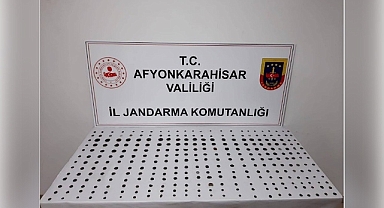 T.C.
AFYONKARAHİSAR
VALİLİĞİ
İL JANDARMA KOMUTANLIĞI